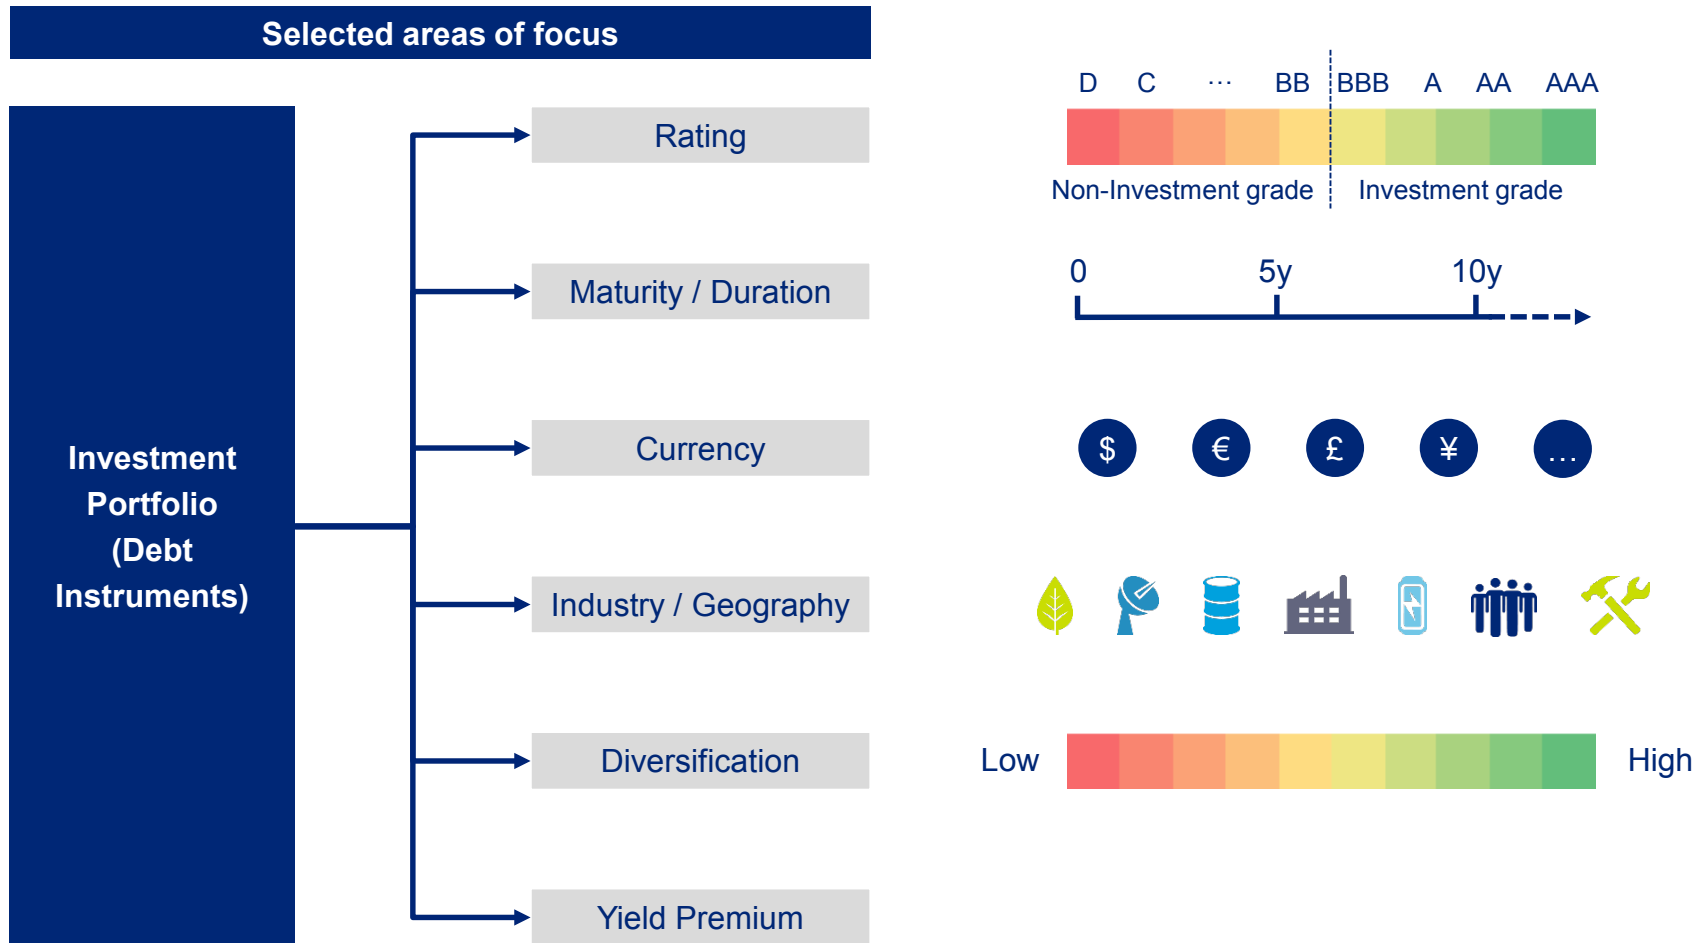 Selected areas of focus
Investment
Portfolio
(Debt
Instruments)
Rating
D C ... BB BBB A AA AAA
Non-Investment grade Investment grade
Maturity / Duration
0 5y 10y
Currency
$ € £ ¥ ...
Industry / Geography
Diversification
Low High
Yield Premium